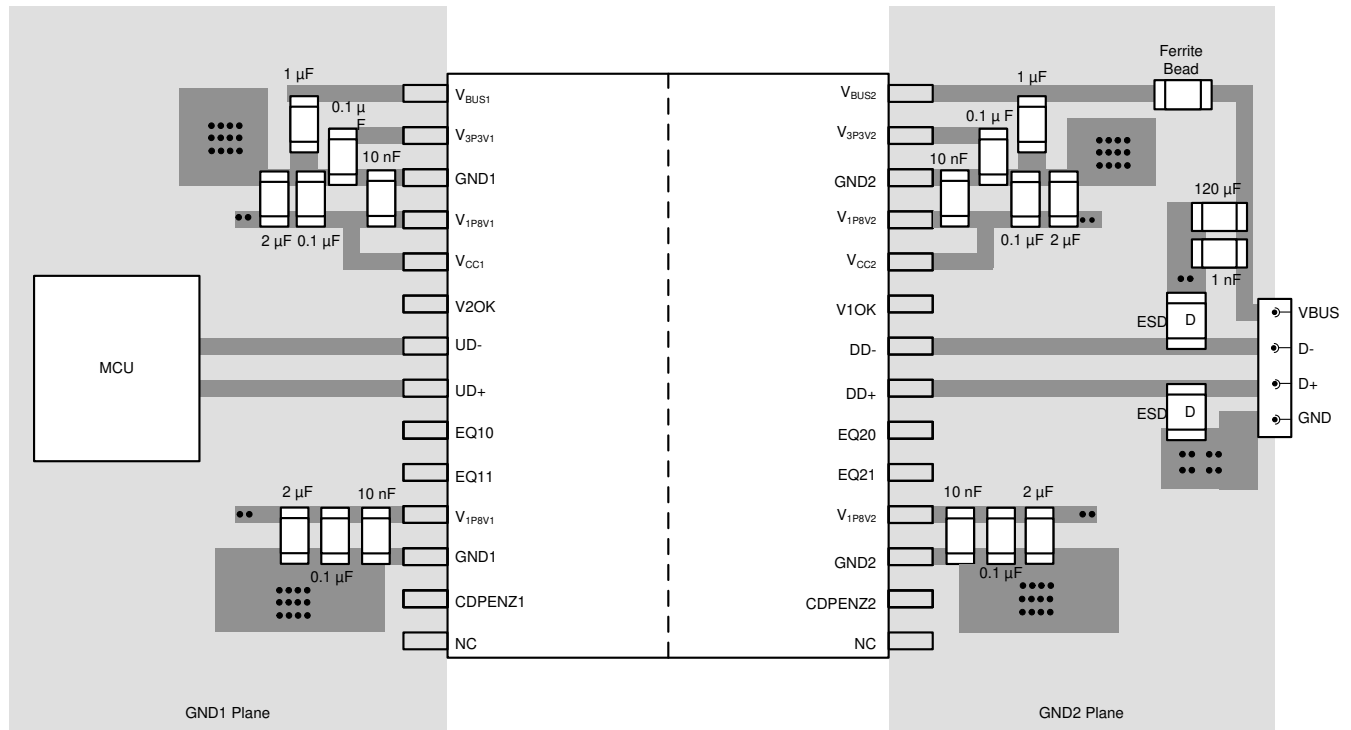 1 µF
0.1 µ
F
10 nF
2 µF 0.1 µF
MCU
2 µF
10 nF
0.1 µF
GND1 Plane
VBUS1
V3P3V1
GND1
V1P8V1
VCC1
V2OK
UD-
UD+
EQ10
EQ11
V1P8V1
GND1
CDPENZ1
NC
VBUS2
V3P3V2
GND2
V1P8V2
VCC2
V1OK
DD-
DD+
EQ20
EQ21
V1P8V2
GND2
CDPENZ2
NC
Ferrite
Bead
1 µF
0.1 µ F
10 nF
0.1 µF 2 µF
120 µF
1 nF
ESD D
ESD D
VBUS
D-
D+
GND
10 nF
2 µF
0.1 µF
GND2 Plane